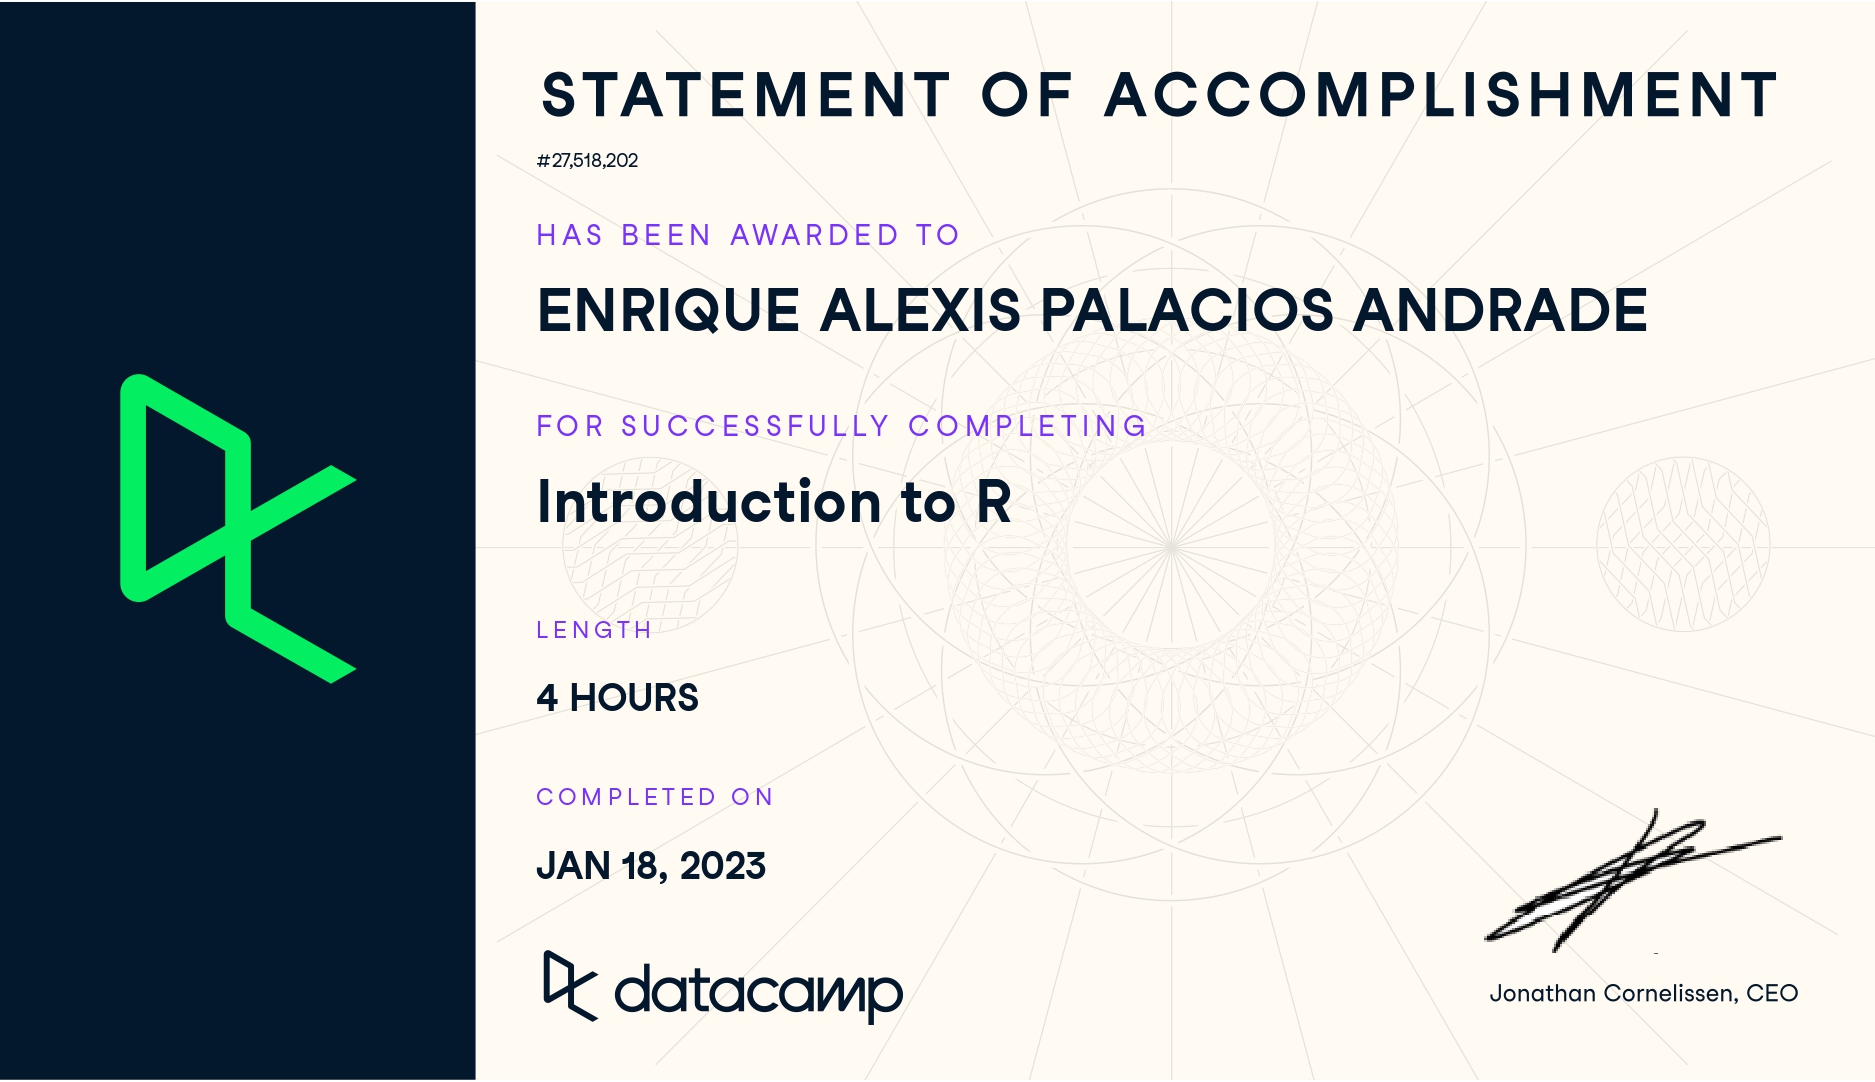 STATEMENT OF ACCOMPLISHMENT
#27,518,202
HAS BEEN AWARDED TO
ENRIQUE ALEXIS PALACIOS ANDRADE
FOR SUCCESSFULLY COMPLETING
Introduction to R
LENGTH
4 HOURS
COMPLETED ON
JAN 18, 2023
datacamp
Jonathan Cornelissen, CEO